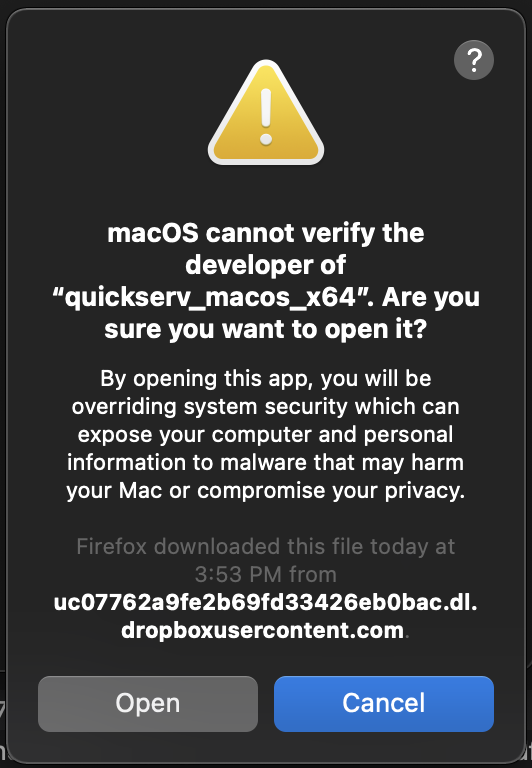 ?
macOS cannot verify the
developer of
“quickserv_macos_x64”. Are you
sure you want to open it?
By opening this app, you will be
overriding system security which can
expose your computer and personal
information to malware that may harm
your Mac or compromise your privacy.
Firefox downloaded this file today at
3:53 PM from
uc07762a9fe2b69fd33426eb0bac.dl.
dropboxusercontent.com.
Open
Cancel